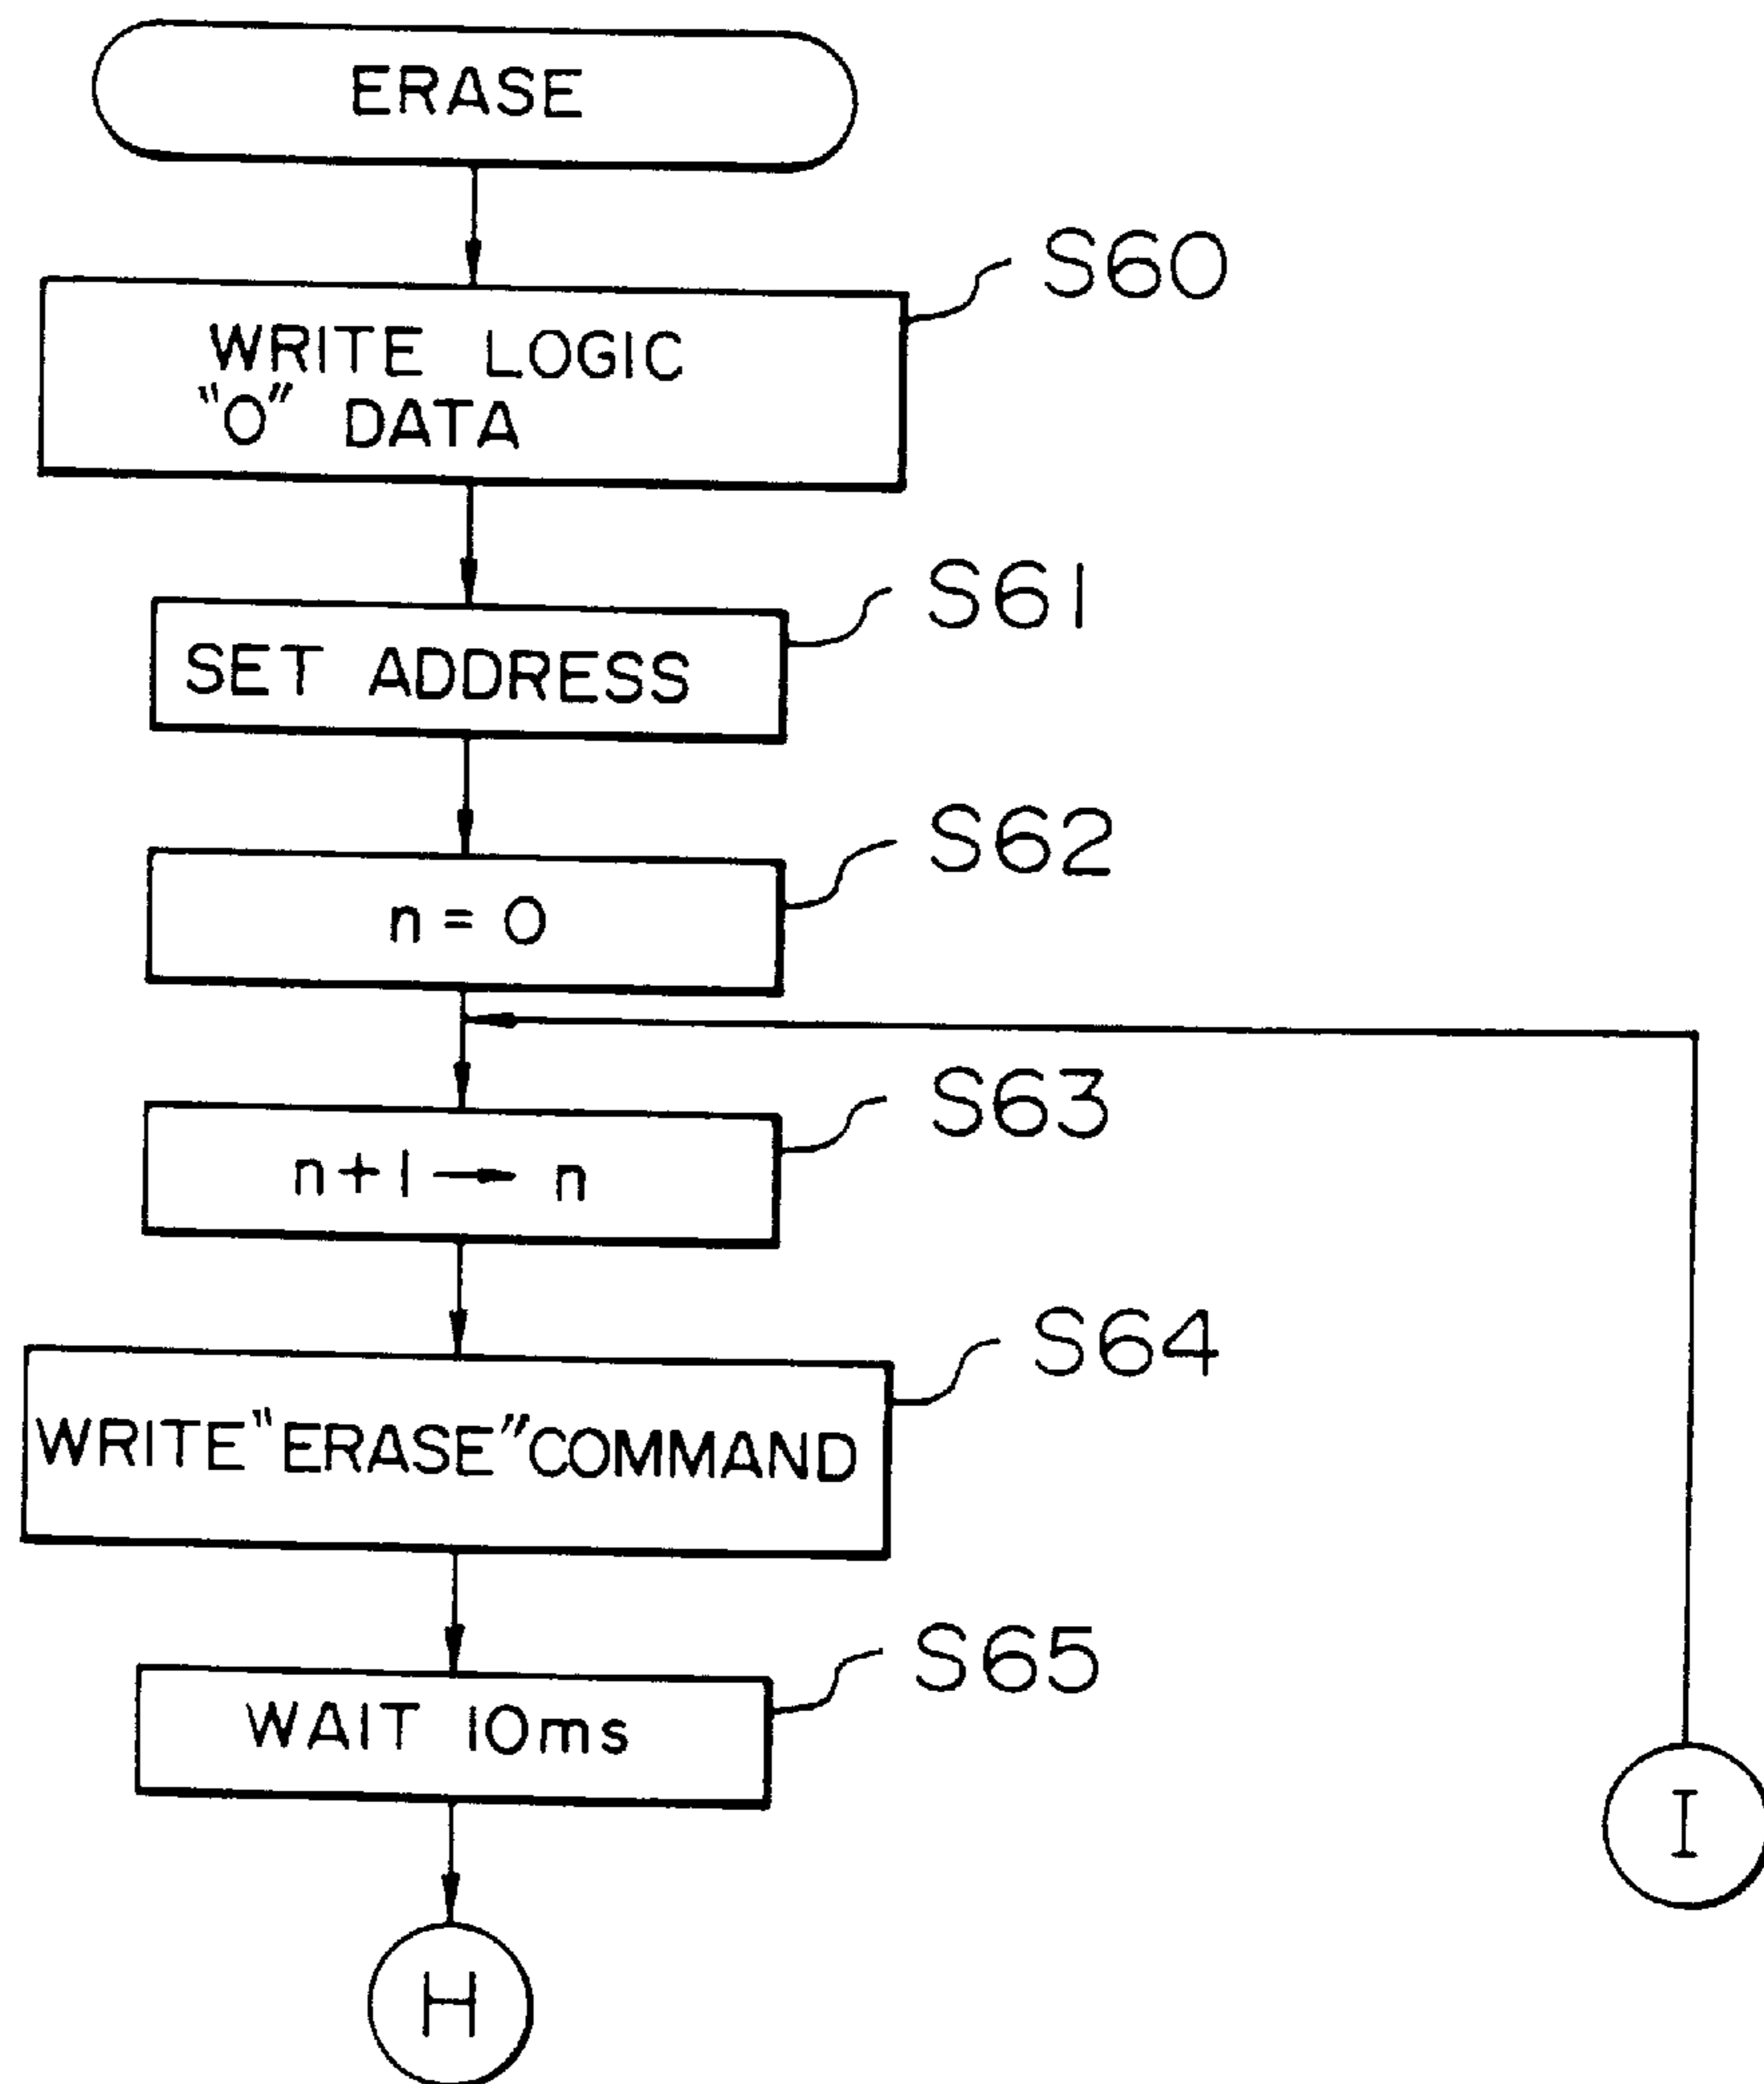 ERASE
S60
WRITE LOGIC
"0" DATA
S61
SET ADDRESS
S62
n = 0
S63
n+1 → n
S64
WRITE "ERASE" COMMAND
S65
WAIT 10ms
I
H